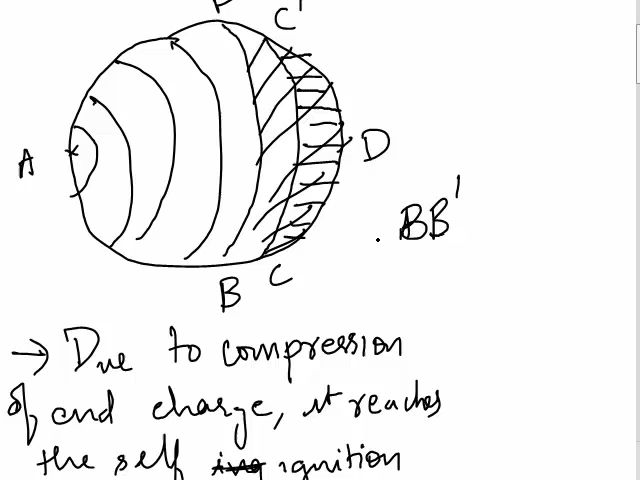 C'
A
D
BB'
B
C
→ Due to compression
of end charge, it reaches
the self ignition